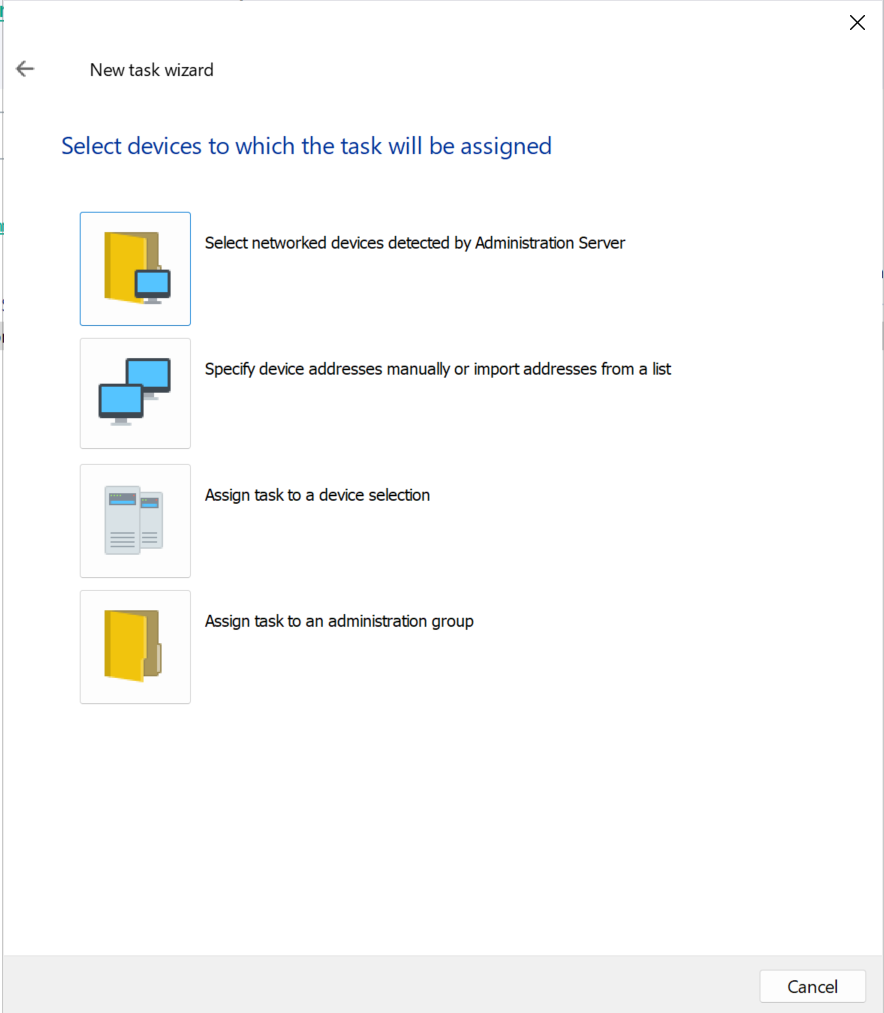 New task wizard
Select devices to which the task will be assigned
Select networked devices detected by Administration Server
Specify device addresses manually or import addresses from a list
Assign task to a device selection
Assign task to an administration group
Cancel